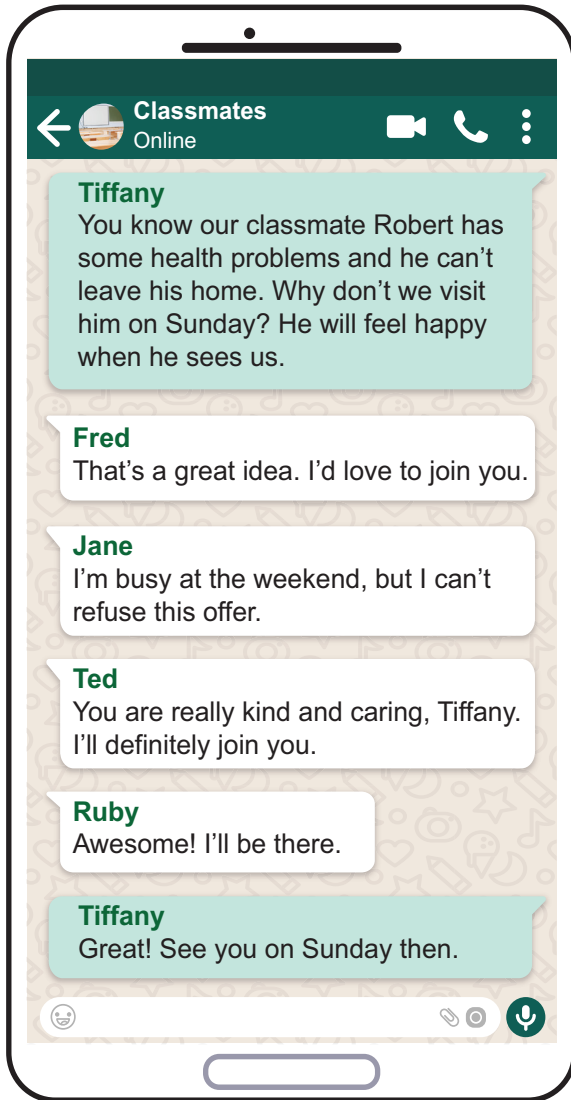 Classmates
Online
Tiffany
You know our classmate Robert has
some health problems and he can’t
leave his home. Why don’t we visit
him on Sunday? He will feel happy
when he sees us.
Fred
That’s a great idea. I’d love to join you.
Jane
I’m busy at the weekend, but I can’t
refuse this offer.
Ted
You are really kind and caring, Tiffany.
I’ll definitely join you.
Ruby
Awesome! I’ll be there.
Tiffany
Great! See you on Sunday then.